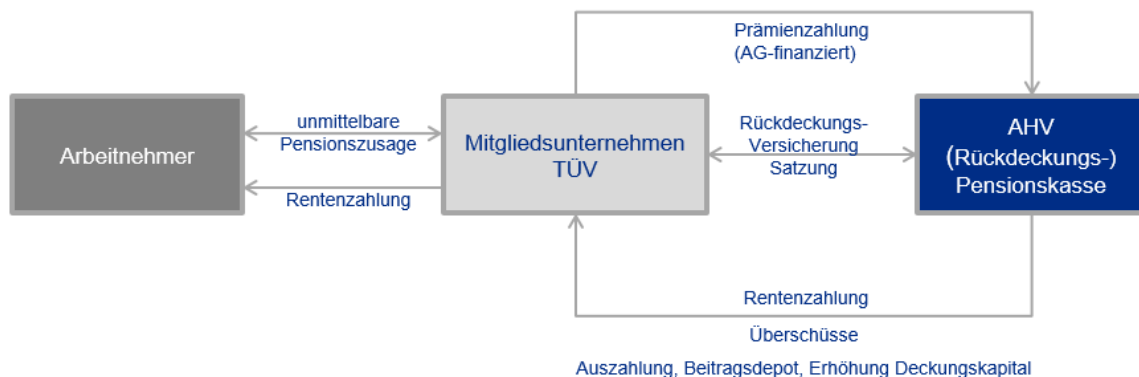 Prämienzahlung
(AG-finanziert)
Arbeitnehmer
unmittelbare
Pensionszusage
Rentenzahlung
Mitgliedsunternehmen
TÜV
Rückdeckungs-
Versicherung
Satzung
AHV
(Rückdeckungs-)
Pensionskasse
Rentenzahlung
Überschüsse
Auszahlung, Beitragsdepot, Erhöhung Deckungskapital